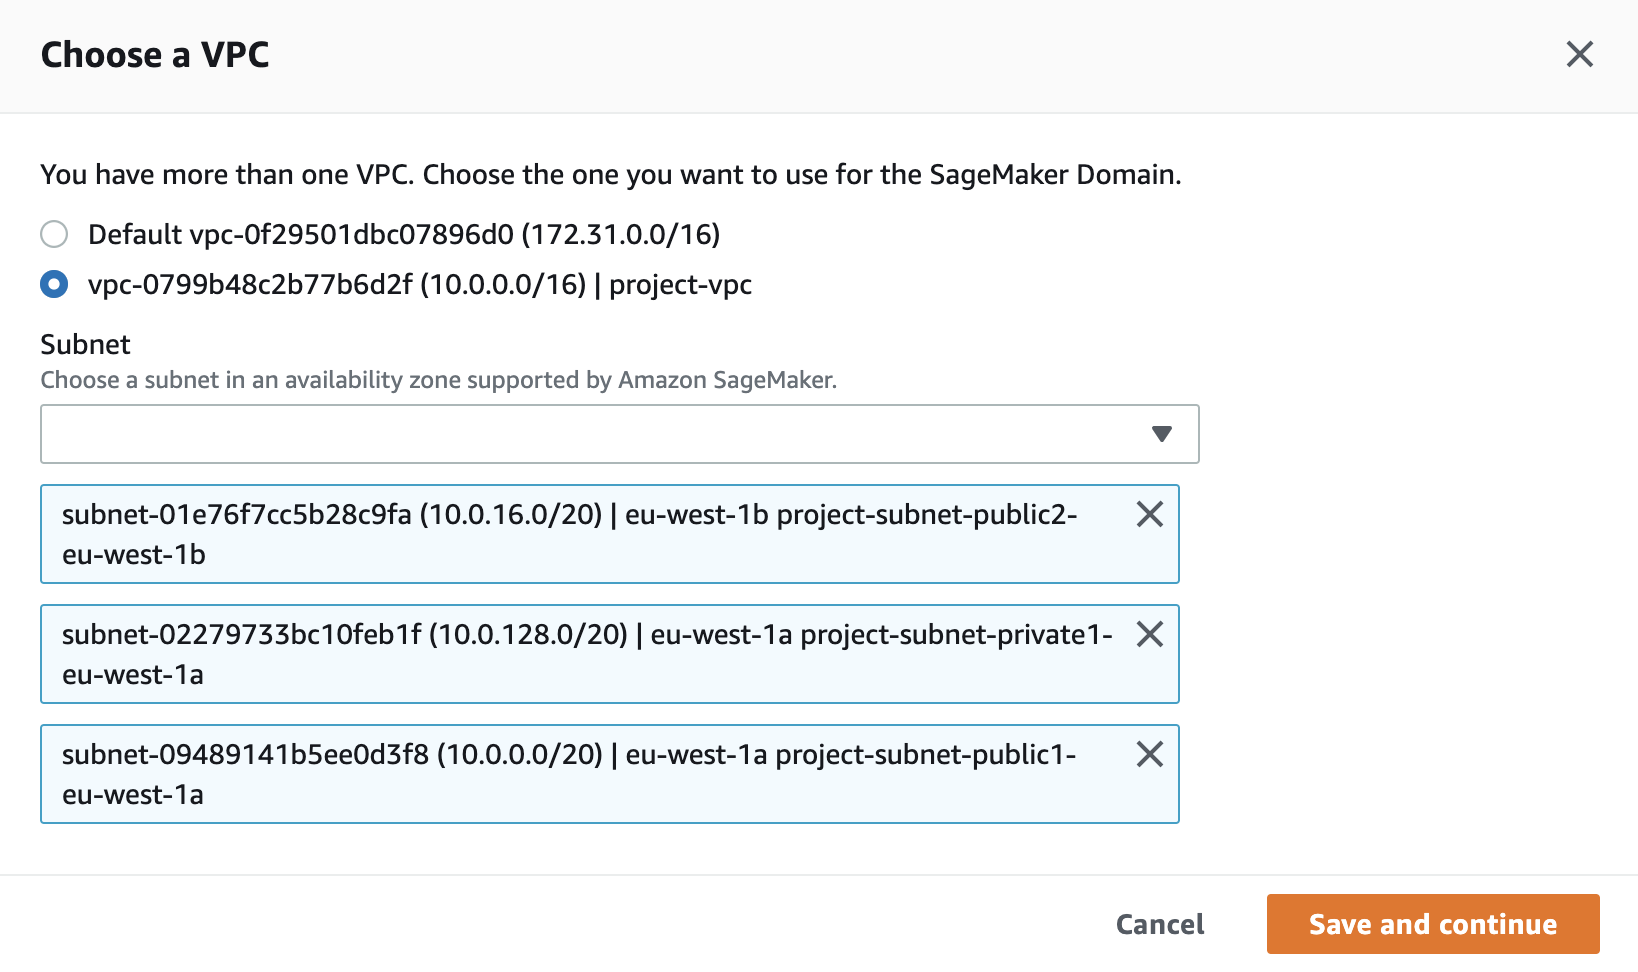 Choose a VPC
You have more than one VPC. Choose the one you want to use for the SageMaker Domain.
Default vpc-0f29501dbc07896d0 (172.31.0.0/16)
vpc-0799b48c2b77b6d2f (10.0.0.0/16) | project-vpc
Subnet
Choose a subnet in an availability zone supported by Amazon SageMaker.
subnet-01e76f7cc5b28c9fa (10.0.16.0/20) | eu-west-1b project-subnet-public2-
eu-west-1b
subnet-02279733bc10feb1f (10.0.128.0/20) | eu-west-1a project-subnet-private1-
eu-west-1a
subnet-09489141b5ee0d3f8 (10.0.0.0/20) | eu-west-1a project-subnet-public1-
eu-west-1a
Cancel
Save and continue